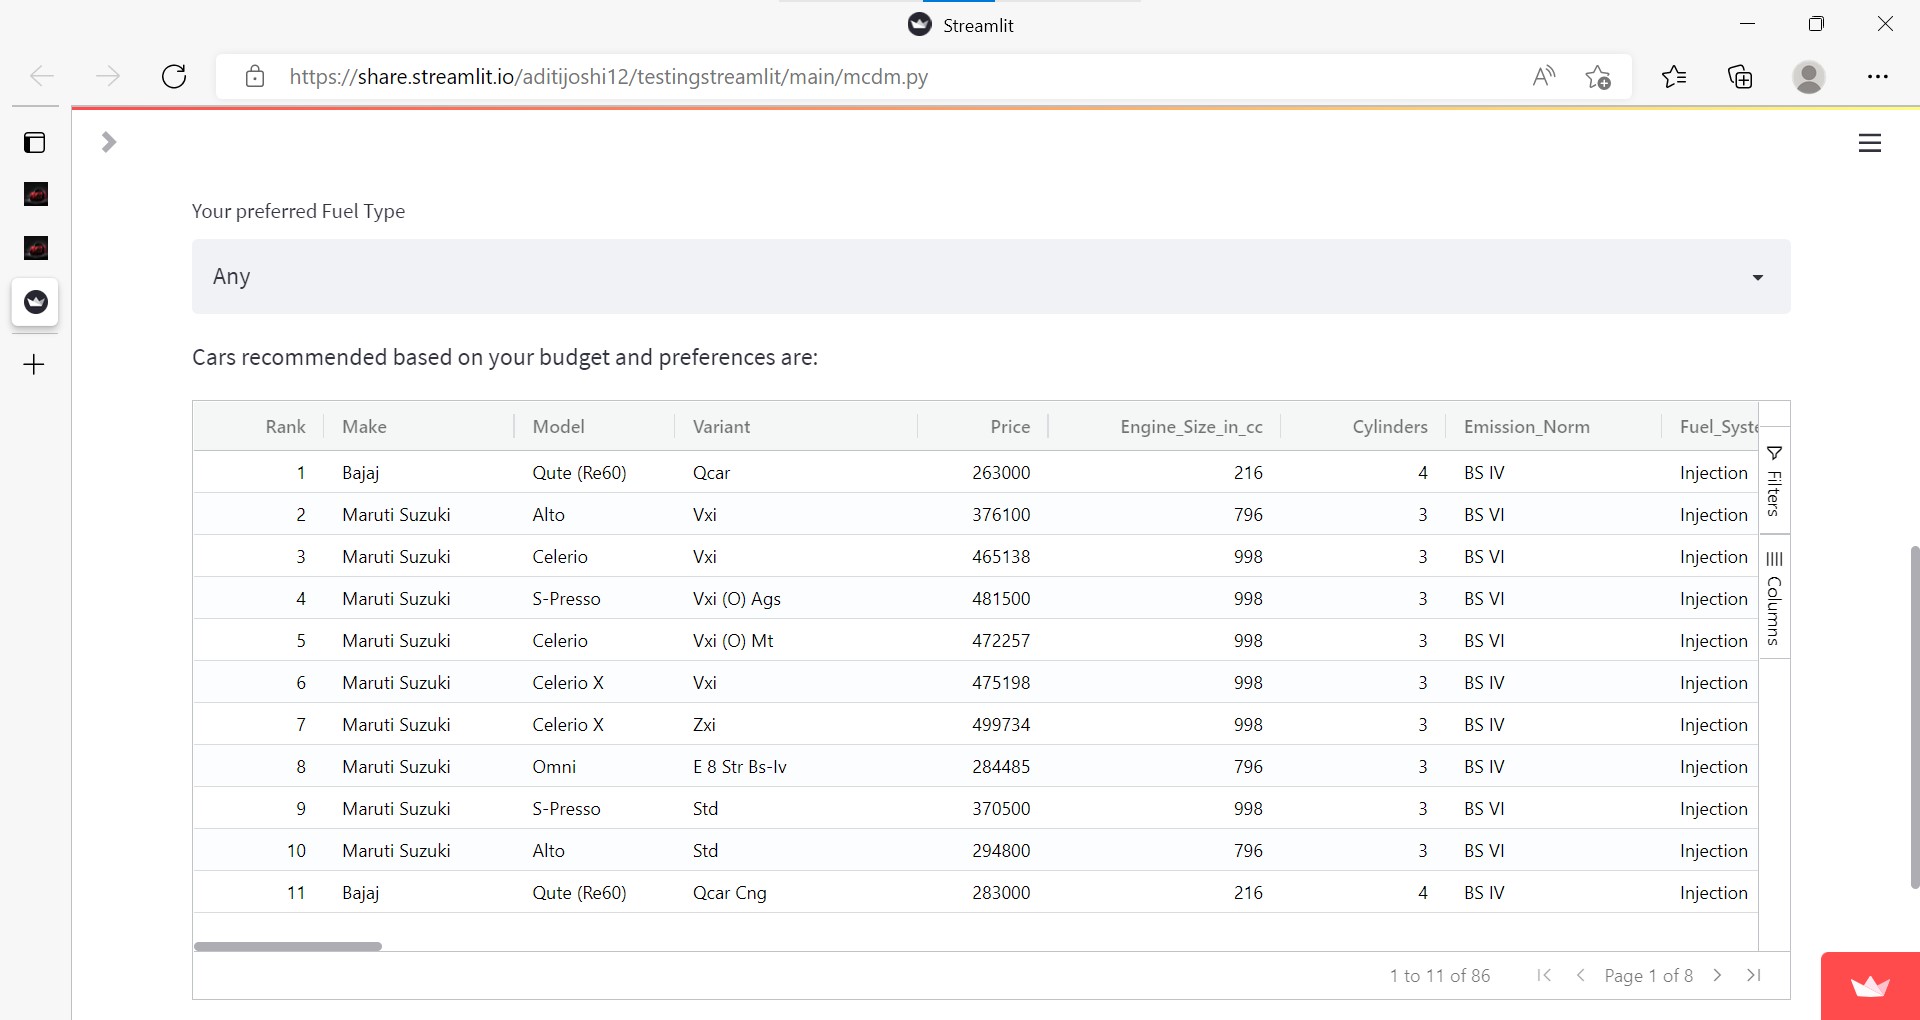 Streamlit
https://share.streamlit.io/aditijoshi12/testingstreamlit/main/mcdm.py
Your preferred Fuel Type
Any
Cars recommended based on your budget and preferences are:
Rank Make Model Variant Price Engine_Size_in_cc Cylinders Emission_Norm Fuel_Syste
1 Bajaj Qute (Re60) Qcar 263000 216 4 BS IV Injection
2 Maruti Suzuki Alto Vxi 376100 796 3 BS VI Injection
3 Maruti Suzuki Celerio Vxi 465138 998 3 BS VI Injection
4 Maruti Suzuki S-Presso Vxi (O) Ags 481500 998 3 BS VI Injection
5 Maruti Suzuki Celerio Vxi (O) Mt 472257 998 3 BS VI Injection
6 Maruti Suzuki Celerio X Vxi 475198 998 3 BS IV Injection
7 Maruti Suzuki Celerio X Zxi 499734 998 3 BS IV Injection
8 Maruti Suzuki Omni E 8 Str Bs-Iv 284485 796 3 BS IV Injection
9 Maruti Suzuki S-Presso Std 370500 998 3 BS VI Injection
10 Maruti Suzuki Alto Std 294800 796 3 BS VI Injection
11 Bajaj Qute (Re60) Qcar Cng 283000 216 4 BS IV Injection
Filters
Columns
1 to 11 of 86 Page 1 of 8